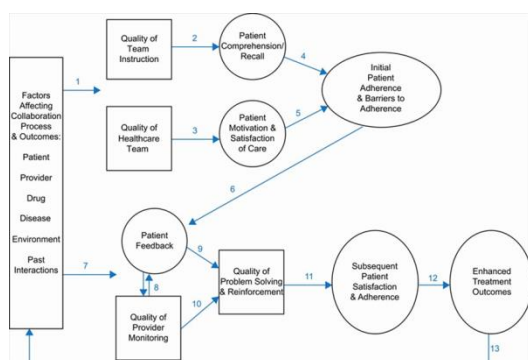 Factors
Affecting
Collaboration
Process
& Outcomes:
Patient
Provider
Drug
Disease
Environment
Past
Interactions
1
Quality of
Team
Instruction
2
Patient
Comprehension/
Recall
4
Initial
Patient
Adherence
& Barriers to
Adherence
Quality of
Healthcare
Team
3
Patient
Motivation &
Satisfaction
of Care
5
6
7
Patient
Feedback
8
Quality of
Provider
Monitoring
9
10
Quality of
Problem Solving
& Reinforcement
11
Subsequent
Patient
Satisfaction
& Adherence
12
Enhanced
Treatment
Outcomes
13